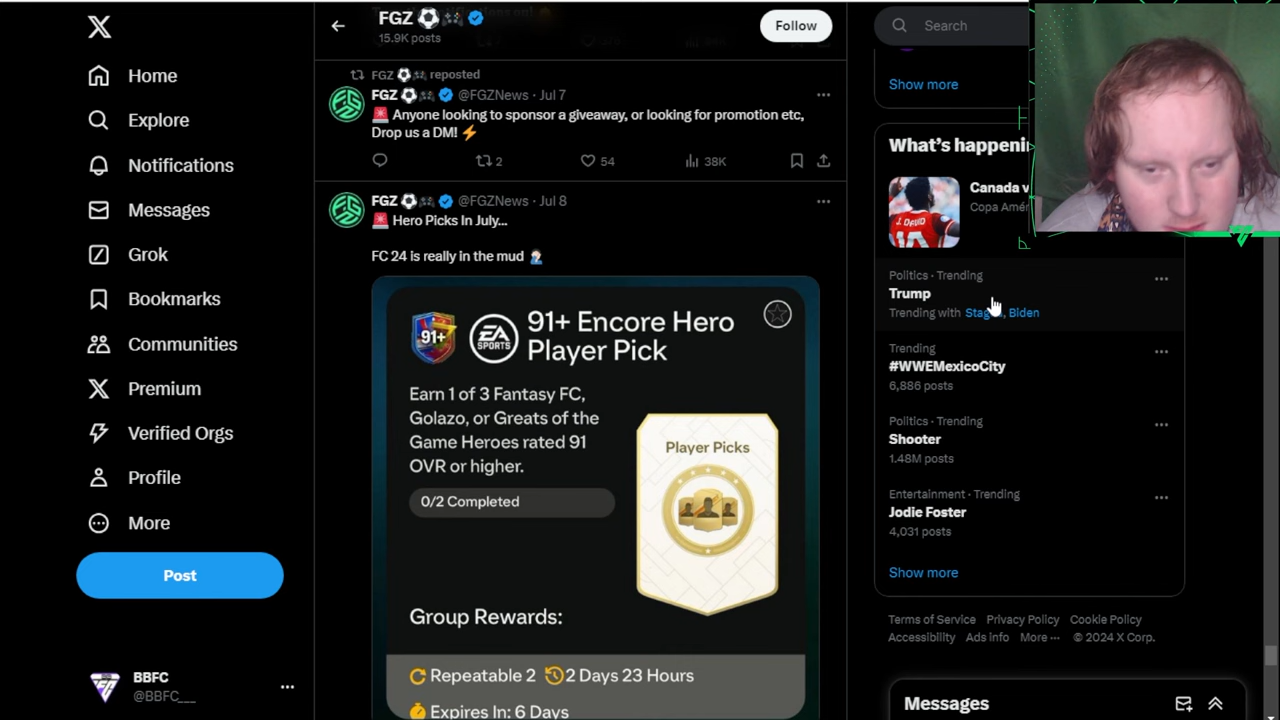 Home
Explore
Notifications
Messages
Grok
Bookmarks
Communities
Premium
Verified Orgs
Profile
More
Post
BBFC
@BBFC___
FGZ
15.9K posts
Follow
FGZ reposted
FGZ @FGZNews · Jul 7
🚨 Anyone looking to sponsor a giveaway, or looking for promotion etc,
Drop us a DM! ⚡
2 54 38K
FGZ @FGZNews · Jul 8
🚨 Hero Picks In July...
FC 24 is really in the mud 🤦
91+
EA SPORTS
91+ Encore Hero
Player Pick
Earn 1 of 3 Fantasy FC,
Golazo, or Greats of the
Game Heroes rated 91
OVR or higher.
0/2 Completed
Player Picks
Group Rewards:
Repeatable 2 2 Days 23 Hours
Expires In: 6 Days
Search
Show more
What's happenin
Canada v
Copa Amér
J. DAVID
10
Politics · Trending
Trump
Trending with Stag , Biden
Trending
#WWEMexicoCity
6,886 posts
Politics · Trending
Shooter
1.48M posts
Entertainment · Trending
Jodie Foster
4,031 posts
Show more
Terms of Service Privacy Policy Cookie Policy
Accessibility Ads info More ··· © 2024 X Corp.
Messages